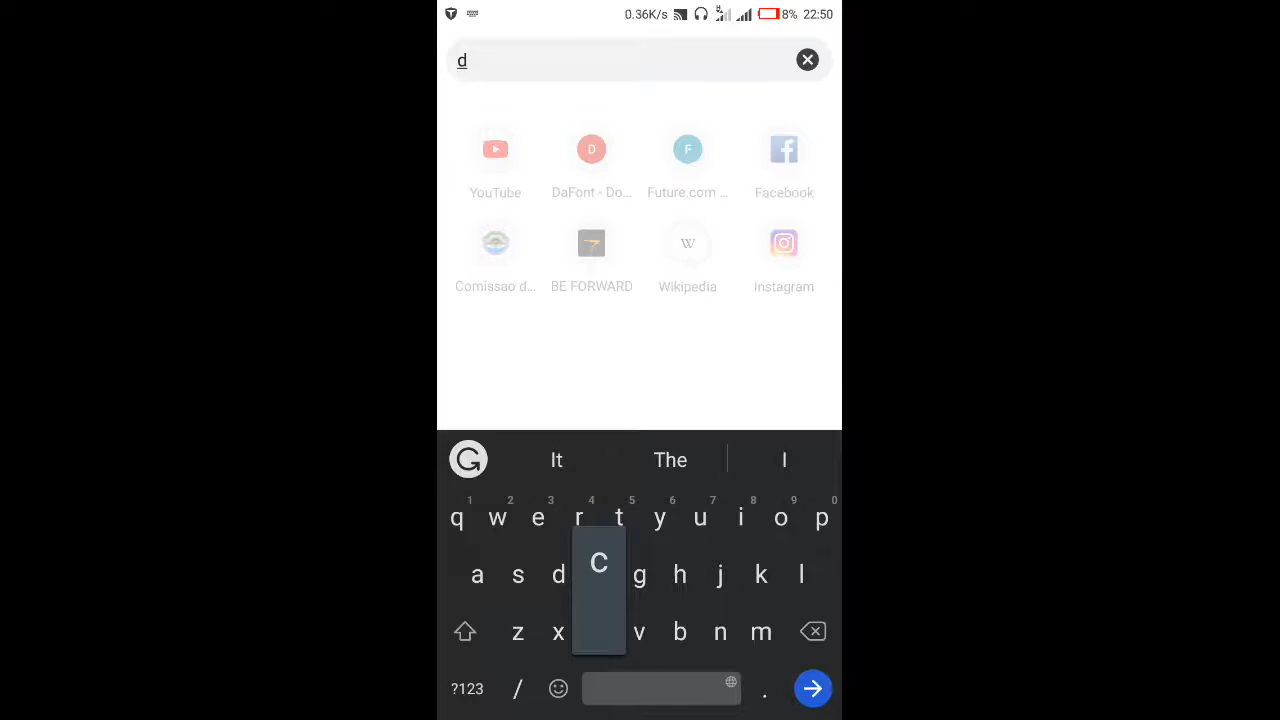 0.36K/s H 8% 22:50
d
D F
YouTube DaFont - Do... Future.com ... Facebook
W
Comissao d... BE FORWARD Wikipedia Instagram
It The I
1 2 3 4 5 6 7 8 9 0
q w e r t y u i o p
C
a s d g h j k l
z x v b n m
?123 / .